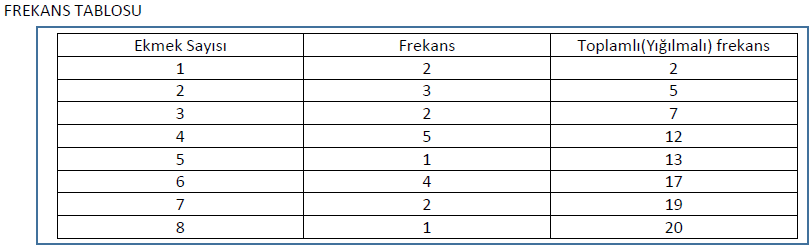 FREKANS TABLOSU
Ekmek Sayısı Frekans Toplamlı(Yığılmalı) frekans
1 2 2
2 3 5
3 2 7
4 5 12
5 1 13
6 4 17
7 2 19
8 1 20